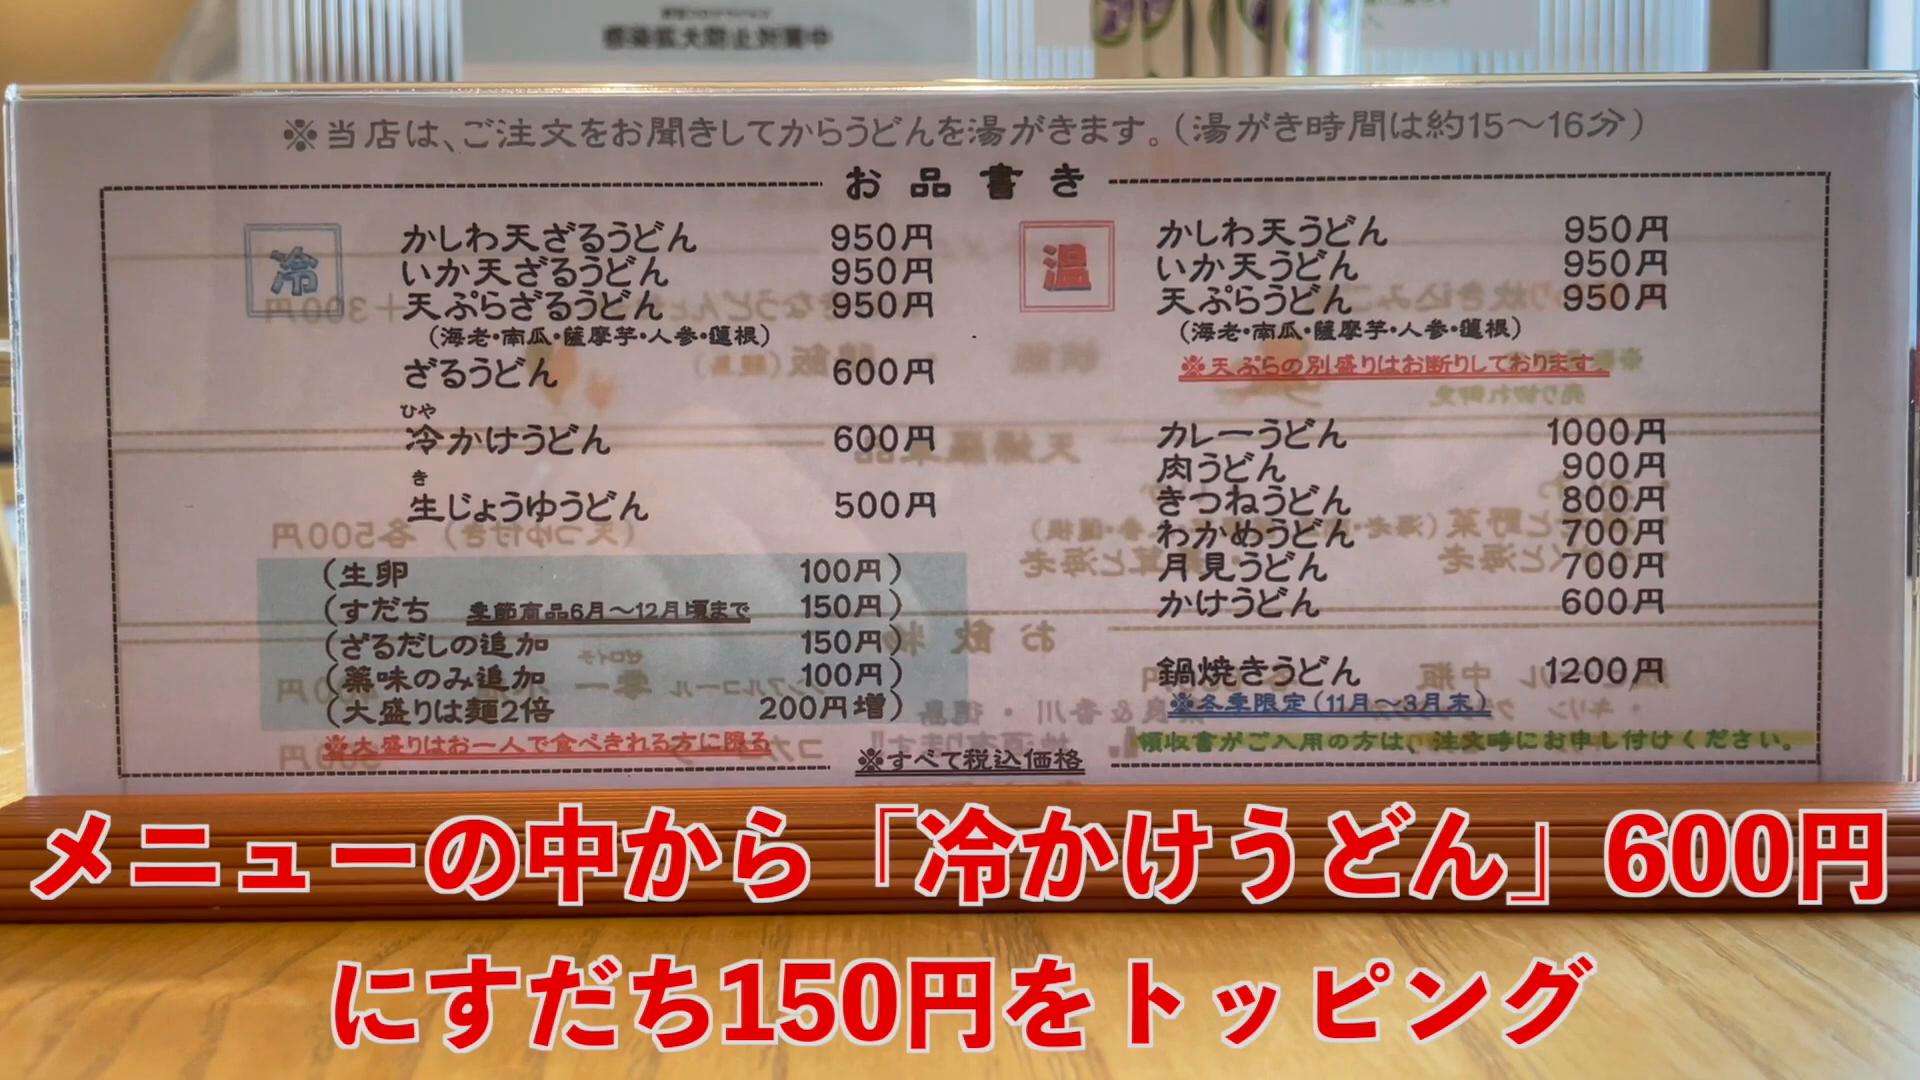 感染拡大防止対策中
※当店は、ご注文をお聞きしてからうどんを湯がきます。(湯がき時間は約15〜16分)
お品書き
冷
かしわ天ざるうどん 950円
いか天ざるうどん 950円
天ぷらざるうどん 950円
(海老・南瓜・薩摩芋・人参・蓮根)
ざるうどん 600円
ひや
冷かけうどん 600円
き
生じょうゆうどん 500円
(生卵 100円)
(すだち 季節商品6月〜12月頃まで 150円)
(ざるだしの追加 150円)
(薬味のみ追加 100円)
(大盛りは麺2倍 200円増)
※大盛りはお一人で食べきれる方に限る
温
かしわ天うどん 950円
いか天うどん 950円
天ぷらうどん 950円
(海老・南瓜・薩摩芋・人参・蓮根)
※天ぷらの別盛りはお断りしております。
カレーうどん 1000円
肉うどん 900円
きつねうどん 800円
わかめうどん 700円
月見うどん 700円
かけうどん 600円
鍋焼きうどん 1200円
※冬季限定(11月〜3月末)
領収書がご入用の方は、注文時にお申し付けください。
※すべて税込価格
メニューの中から「冷かけうどん」600円
にすだち150円をトッピング